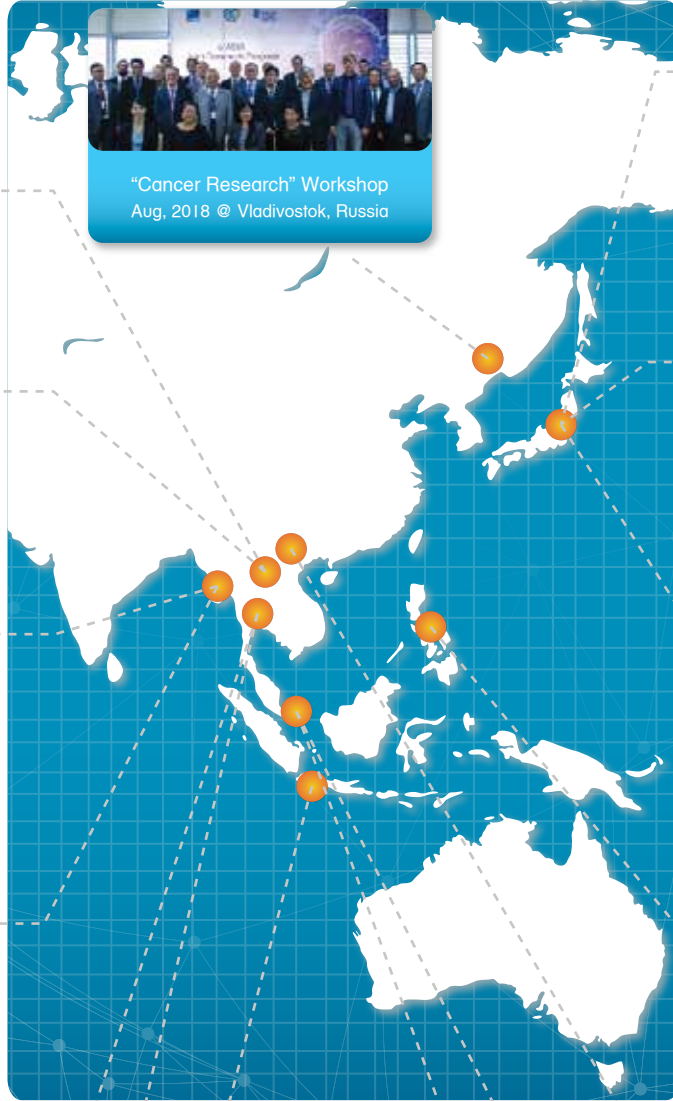 “Cancer Research” Workshop
Aug, 2018 @ Vladivostok, Russia